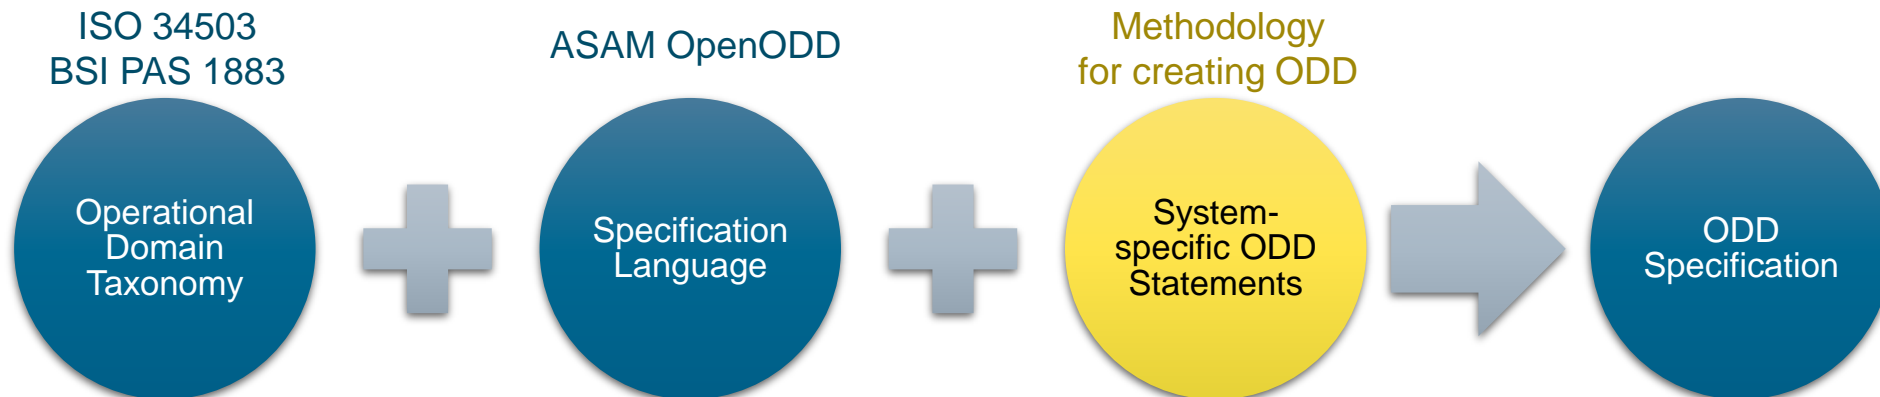 ISO 34503
BSI PAS 1883
ASAM OpenODD
Methodology
for creating ODD
Operational
Domain
Taxonomy
Specification
Language
System-
specific ODD
Statements
ODD
Specification